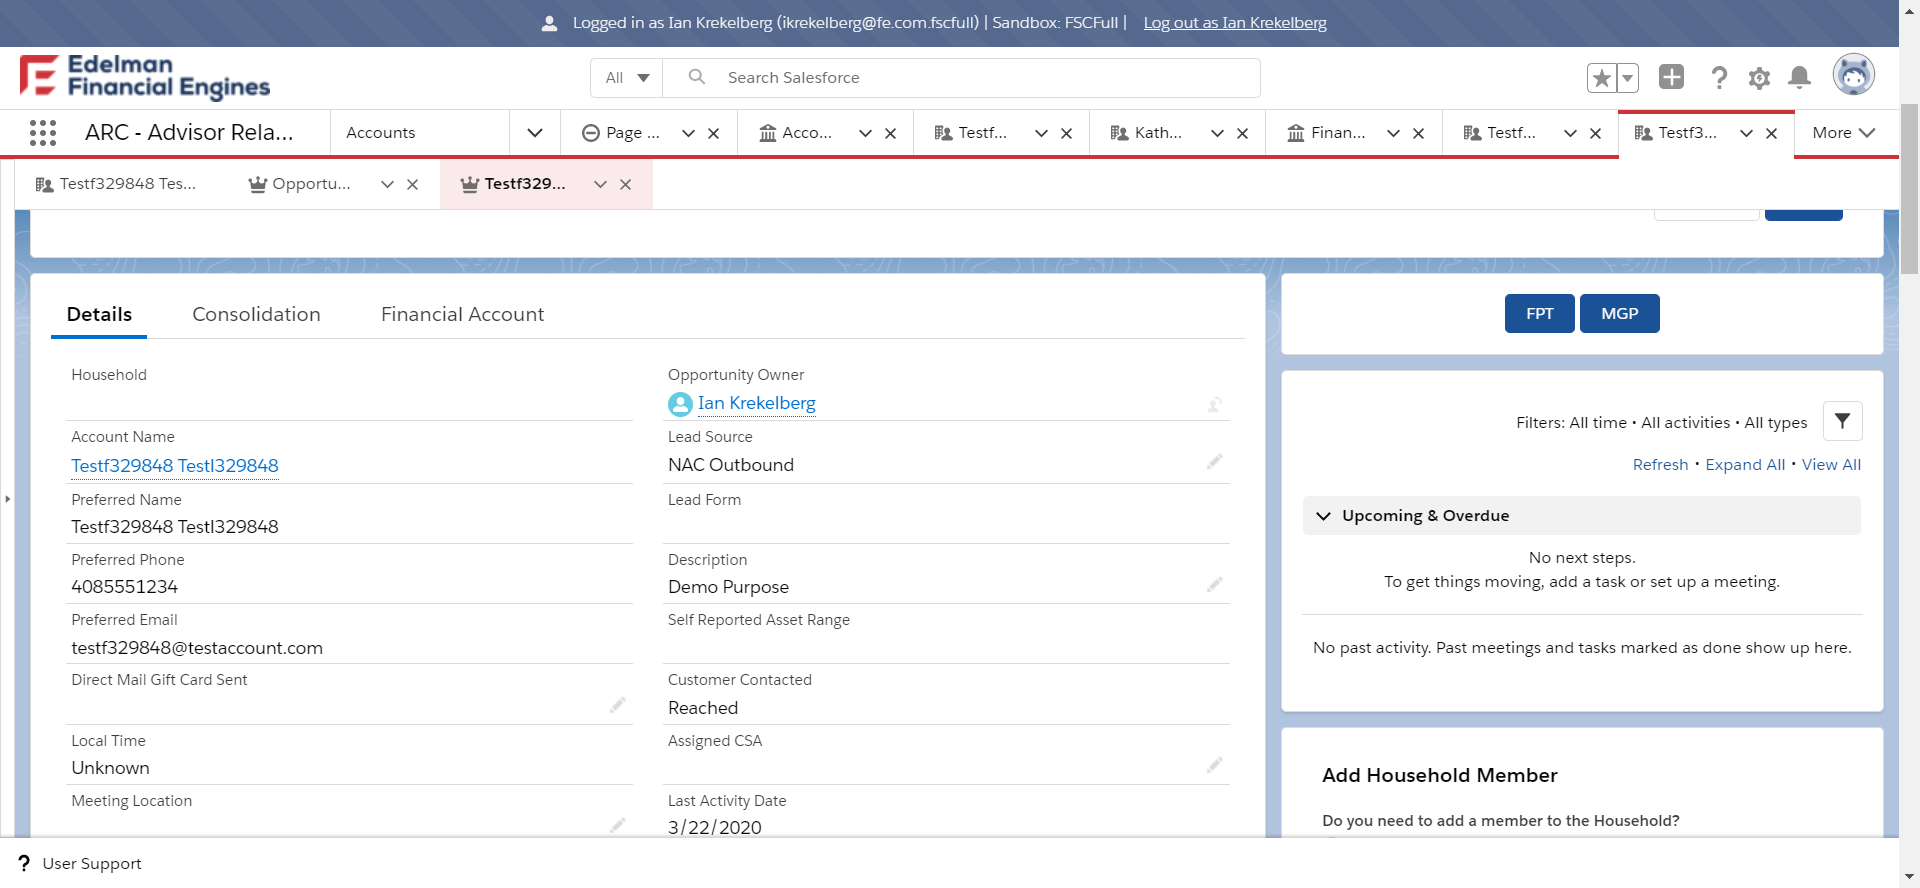 Logged in as Ian Krekelberg (ikrekelberg@fe.com.fscfull) | Sandbox: FSCFull | Log out as Ian Krekelberg
Edelman
Financial Engines
All
Search Salesforce
ARC - Advisor Rela...
Accounts
Page ...
Acco...
Testf...
Kath...
Finan...
Testf...
Testf3...
More
Testf329848 Tes...
Opportu...
Testf329...
Details
Consolidation
Financial Account
FPT
MGP
Household
Opportunity Owner
Ian Krekelberg
Account Name
Testf329848 Testl329848
Lead Source
NAC Outbound
Preferred Name
Testf329848 Testl329848
Lead Form
Preferred Phone
4085551234
Description
Demo Purpose
Preferred Email
testf329848@testaccount.com
Self Reported Asset Range
Direct Mail Gift Card Sent
Customer Contacted
Reached
Local Time
Unknown
Assigned CSA
Meeting Location
Last Activity Date
3/22/2020
Filters: All time • All activities • All types
Refresh • Expand All • View All
Upcoming & Overdue
No next steps.
To get things moving, add a task or set up a meeting.
No past activity. Past meetings and tasks marked as done show up here.
Add Household Member
Do you need to add a member to the Household?
? User Support